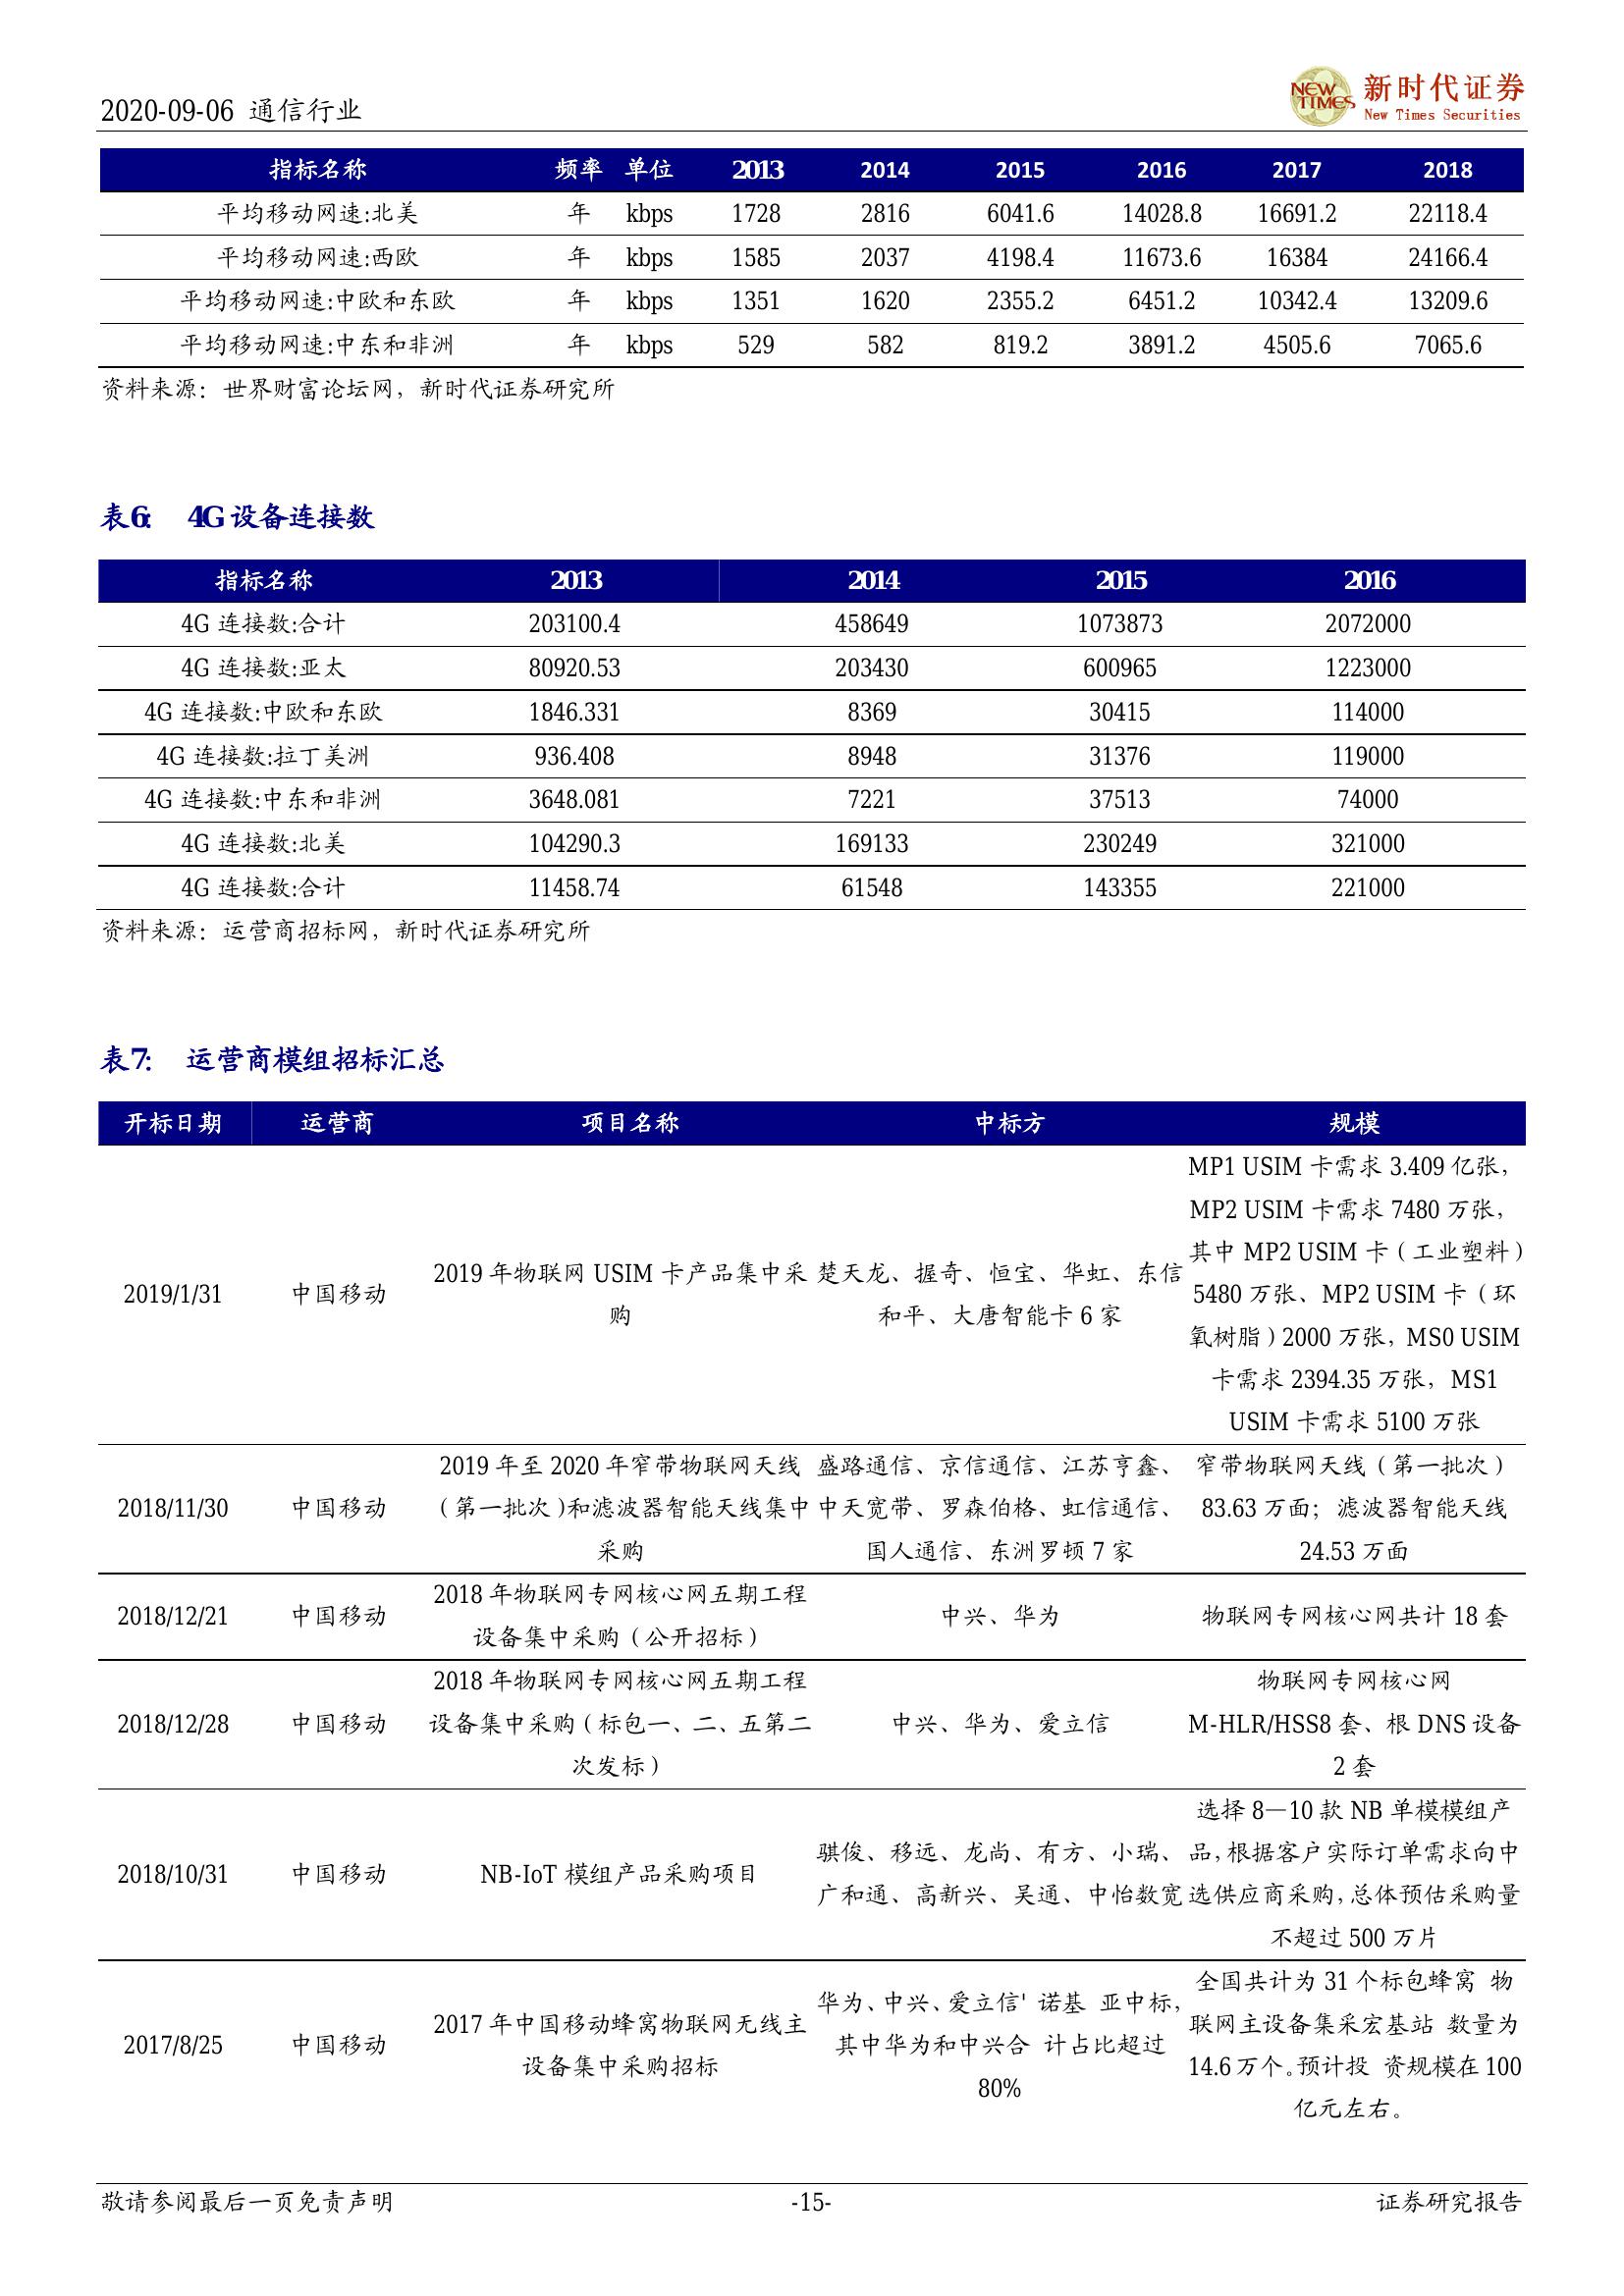 2020-09-06 通信行业
NEW TIMES 新时代证券
New Times Securities
指标名称 频率 单位 2013 2014 2015 2016 2017 2018
平均移动网速:北美 年 kbps 1728 2816 6041.6 14028.8 16691.2 22118.4
平均移动网速:西欧 年 kbps 1585 2037 4198.4 11673.6 16384 24166.4
平均移动网速:中欧和东欧 年 kbps 1351 1620 2355.2 6451.2 10342.4 13209.6
平均移动网速:中东和非洲 年 kbps 529 582 819.2 3891.2 4505.6 7065.6
资料来源：世界财富论坛网，新时代证券研究所
表6： 4G 设备连接数
指标名称 2013 2014 2015 2016
4G 连接数:合计 203100.4 458649 1073873 2072000
4G 连接数:亚太 80920.53 203430 600965 1223000
4G 连接数:中欧和东欧 1846.331 8369 30415 114000
4G 连接数:拉丁美洲 936.408 8948 31376 119000
4G 连接数:中东和非洲 3648.081 7221 37513 74000
4G 连接数:北美 104290.3 169133 230249 321000
4G 连接数:合计 11458.74 61548 143355 221000
资料来源：运营商招标网，新时代证券研究所
表7： 运营商模组招标汇总
开标日期 运营商 项目名称 中标方 规模
2019/1/31 中国移动
2019 年物联网 USIM 卡产品集中采
购
楚天龙、握奇、恒宝、华虹、东信
和平、大唐智能卡 6 家
MP1 USIM 卡需求 3.409 亿张，
MP2 USIM 卡需求 7480 万张，
其中 MP2 USIM 卡（工业塑料）
5480 万张、MP2 USIM 卡（环
氧树脂）2000 万张，MS0 USIM
卡需求 2394.35 万张，MS1
USIM 卡需求 5100 万张
2018/11/30 中国移动
2019 年至 2020 年窄带物联网天线
（第一批次）和滤波器智能天线集中
采购
盛路通信、京信通信、江苏亨鑫、
中天宽带、罗森伯格、虹信通信、
国人通信、东洲罗顿 7 家
窄带物联网天线（第一批次）
83.63 万面；滤波器智能天线
24.53 万面
2018/12/21 中国移动
2018 年物联网专网核心网五期工程
设备集中采购（公开招标）
中兴、华为
物联网专网核心网共计 18 套
2018/12/28 中国移动
2018 年物联网专网核心网五期工程
设备集中采购（标包一、二、五第二
次发标）
中兴、华为、爱立信
物联网专网核心网
M-HLR/HSS8 套、根 DNS 设备
2 套
2018/10/31 中国移动
NB-IoT 模组产品采购项目
骐俊、移远、龙尚、有方、小瑞、
广和通、高新兴、吴通、中怡数宽
选择 8—10 款 NB 单模模组产
品，根据客户实际订单需求向中
选供应商采购，总体预估采购量
不超过 500 万片
2017/8/25 中国移动
2017 年中国移动蜂窝物联网无线主
设备集中采购招标
华为、中兴、爱立信' 诺基 亚中标，
其中华为和中兴合 计占比超过
80%
全国共计为 31 个标包蜂窝 物
联网主设备集采宏基站 数量为
14.6 万个。预计投 资规模在 100
亿元左右。
敬请参阅最后一页免责声明 -15- 证券研究报告